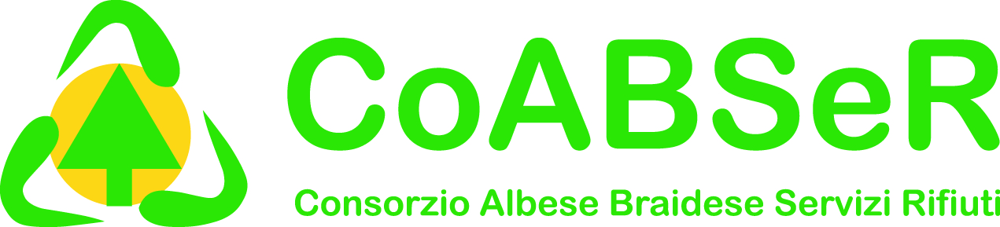 CoABSeR
Consorzio Albese Braidese Servizi Rifiuti